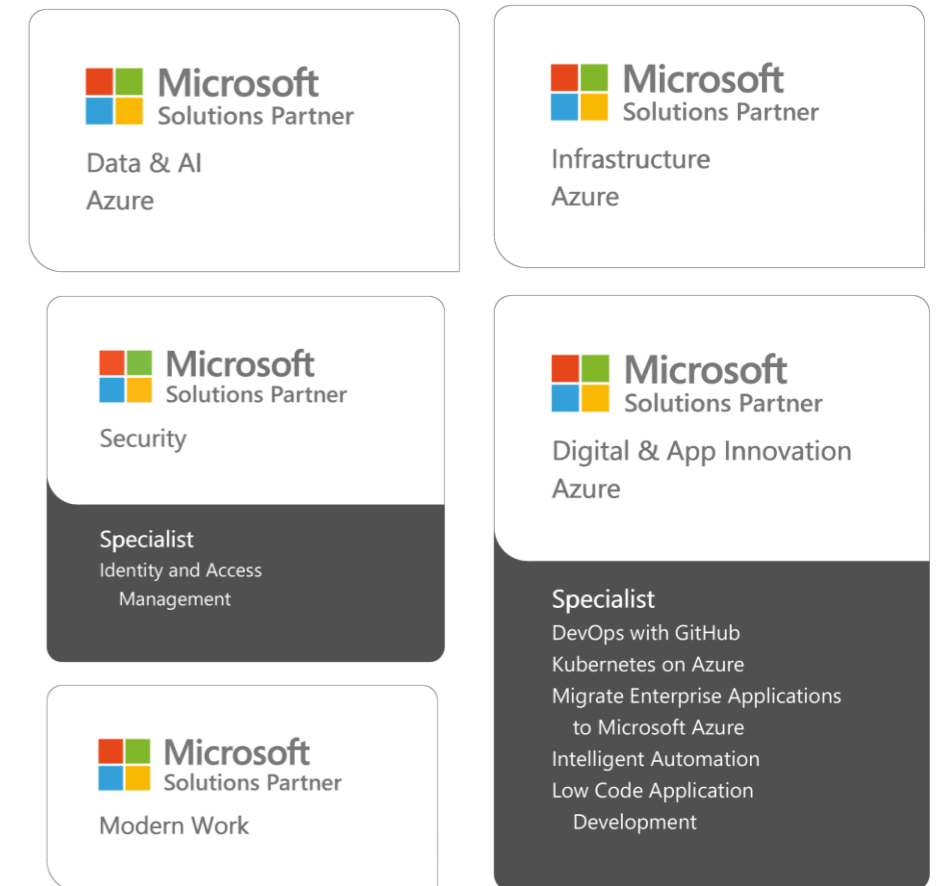 Microsoft
Solutions Partner
Data & AI
Azure
Microsoft
Solutions Partner
Infrastructure
Azure
Microsoft
Solutions Partner
Security
Specialist
Identity and Access
Management
Microsoft
Solutions Partner
Digital & App Innovation
Azure
Specialist
DevOps with GitHub
Kubernetes on Azure
Migrate Enterprise Applications
to Microsoft Azure
Intelligent Automation
Low Code Application
Development
Microsoft
Solutions Partner
Modern Work